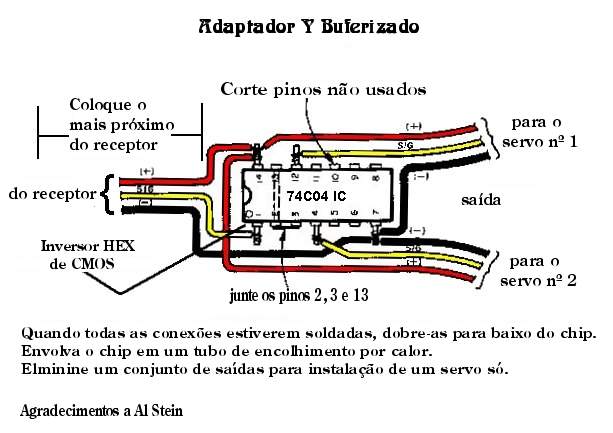 Adaptador Y Buferizado
Corte pinos não usados
Coloque o
mais próximo
do receptor
(+)
S/G
(-)
para o
servo nº 1
(+)
S/G
(-)
do receptor
14 13 12 11 10 9 8
74C04 IC
1 2 3 4 5 6 7
saída
Inversor HEX
de CMOS
(-)
S/G
(+)
para o
servo nº 2
junte os pinos 2, 3 e 13
Quando todas as conexões estiverem soldadas, dobre-as para baixo do chip.
Envolva o chip em um tubo de encolhimento por calor.
Elminine um conjunto de saídas para instalação de um servo só.
Agradecimentos a Al Stein